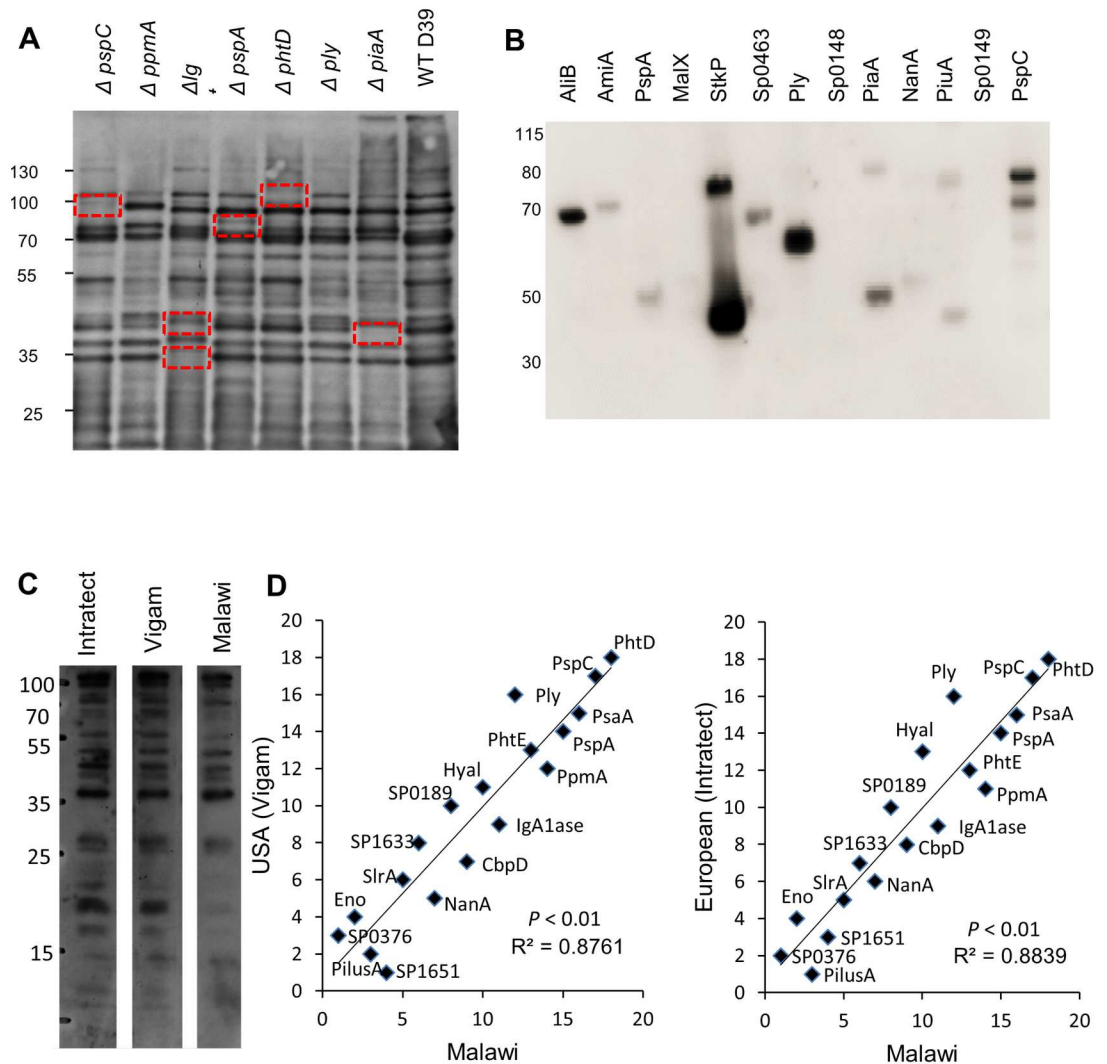 A
Δ pspC
Δ ppmA
Δlgt
Δ pspA
Δ phtD
Δ ply
Δ piaA
WT D39
130
100
70
55
35
25
B
AliB
AmiA
PspA
MalX
StkP
Sp0463
Ply
Sp0148
PiaA
NanA
PiuA
Sp0149
PspC
115
80
70
50
30
C
Intratect
Vigam
Malawi
100
70
55
35
25
15
D
USA (Vigam)
20
18
16
14
12
10
8
6
4
2
0
PhtD
PspC
Ply
PsaA
PhtE
PspA
Hyal
PpmA
SP0189
IgA1ase
SP1633
CbpD
SlrA
NanA
Eno
SP0376
PilusA
SP1651
P < 0.01
R² = 0.8761
0 5 10 15 20
Malawi
European (Intratect)
20
18
16
14
12
10
8
6
4
2
0
Ply
PspC
PhtD
Hyal
PsaA
PspA
PhtE
SP0189
PpmA
IgA1ase
SP1633
CbpD
SlrA
NanA
Eno
SP1651
SP0376
PilusA
P < 0.01
R² = 0.8839
0 5 10 15 20
Malawi